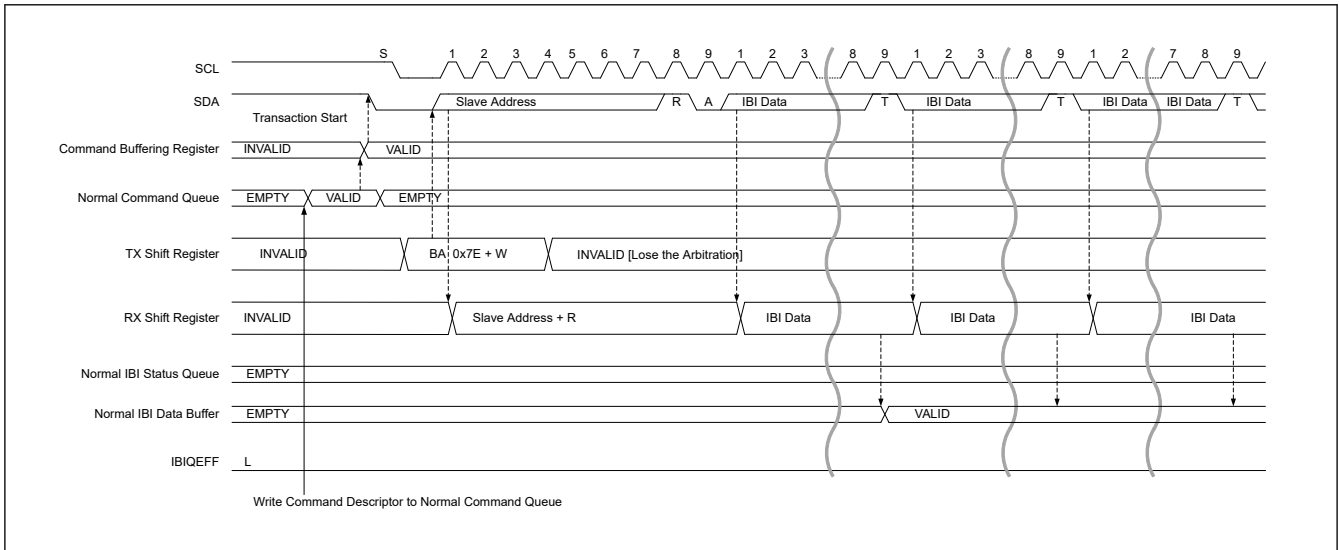 S 1 2 3 4 5 6 7 8 9 1 2 3 8 9 1 2 3 8 9 1 2 7 8 9
SCL
SDA Slave Address R A IBI Data T IBI Data T IBI Data IBI Data T
Transaction Start
Command Buffering Register INVALID VALID
Normal Command Queue EMPTY VALID EMPTY
TX Shift Register INVALID BA 0x7E + W INVALID [Lose the Arbitration]
RX Shift Register INVALID Slave Address + R IBI Data IBI Data IBI Data
Normal IBI Status Queue EMPTY
Normal IBI Data Buffer EMPTY VALID
IBIQEFF L
Write Command Descriptor to Normal Command Queue